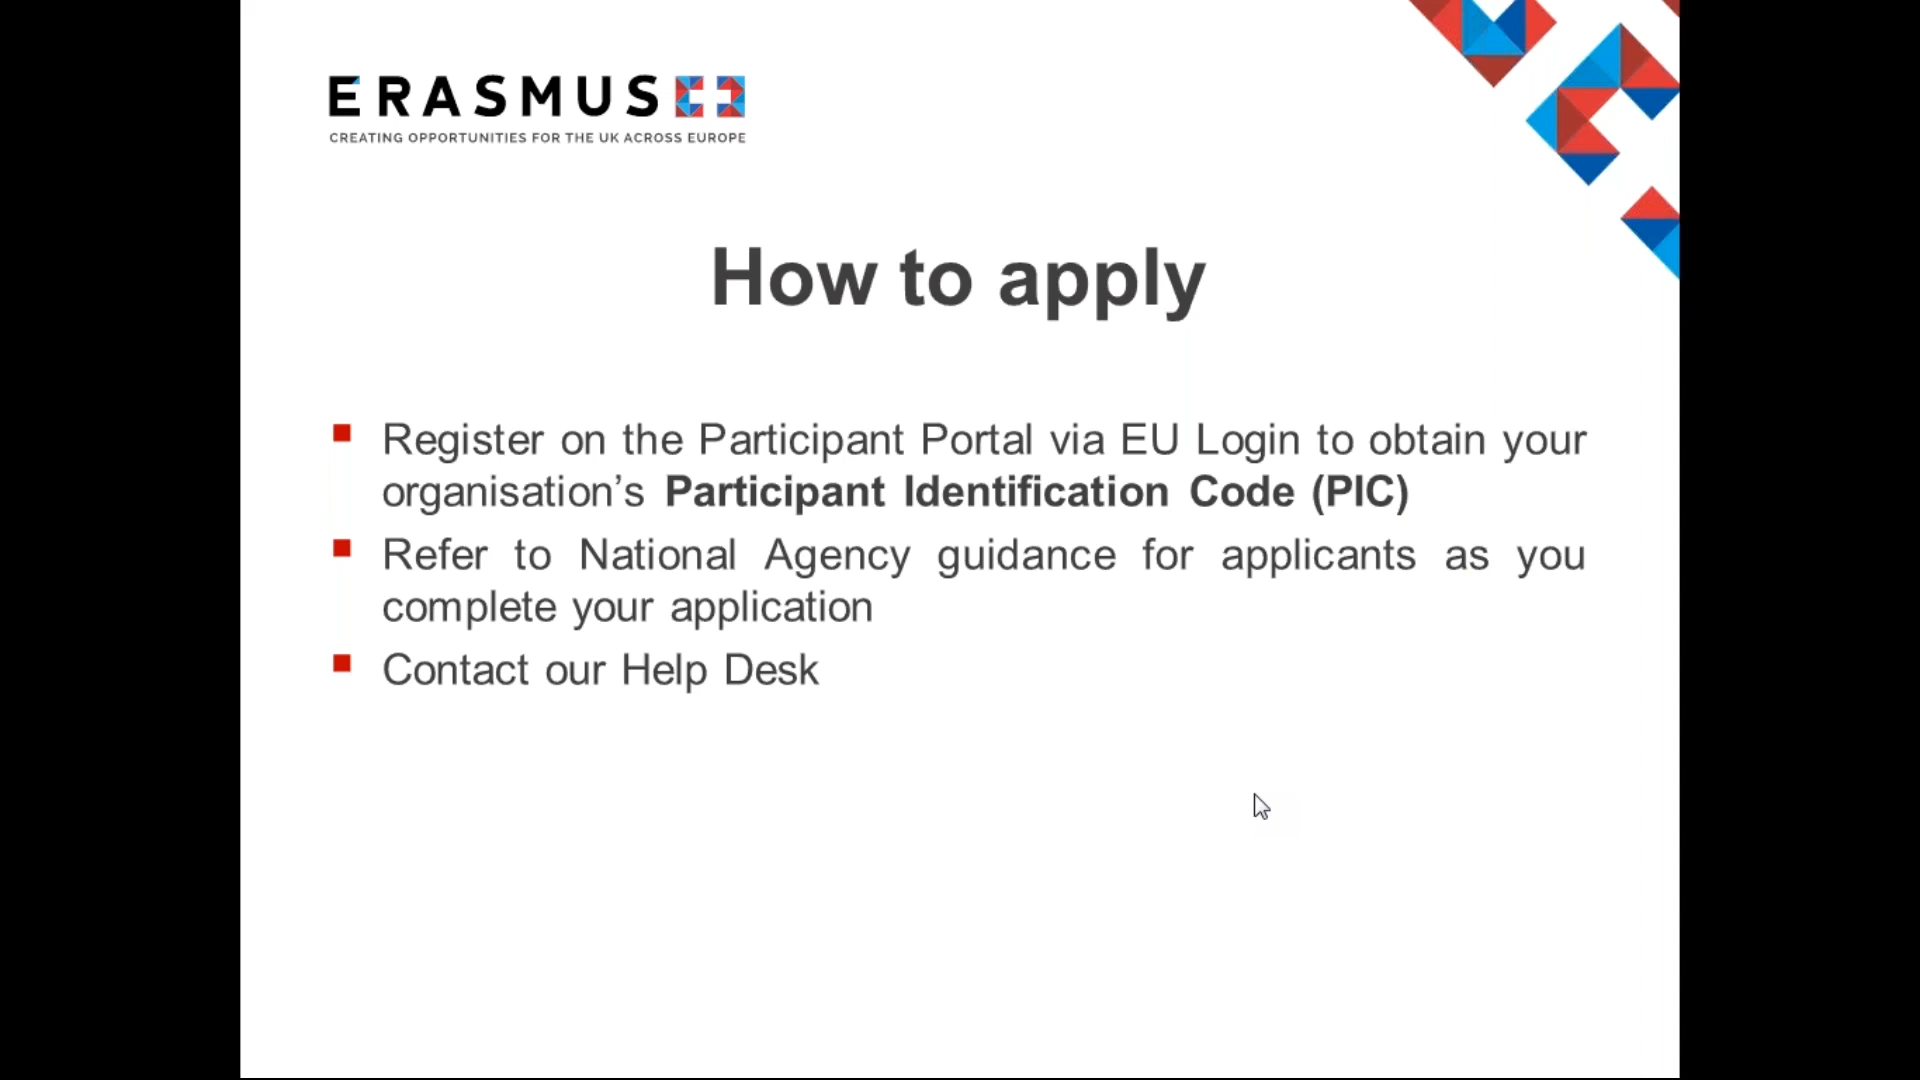 ERASMUS
CREATING OPPORTUNITIES FOR THE UK ACROSS EUROPE
How to apply
Register on the Participant Portal via EU Login to obtain your
organisation’s Participant Identification Code (PIC)
Refer to National Agency guidance for applicants as you
complete your application
Contact our Help Desk